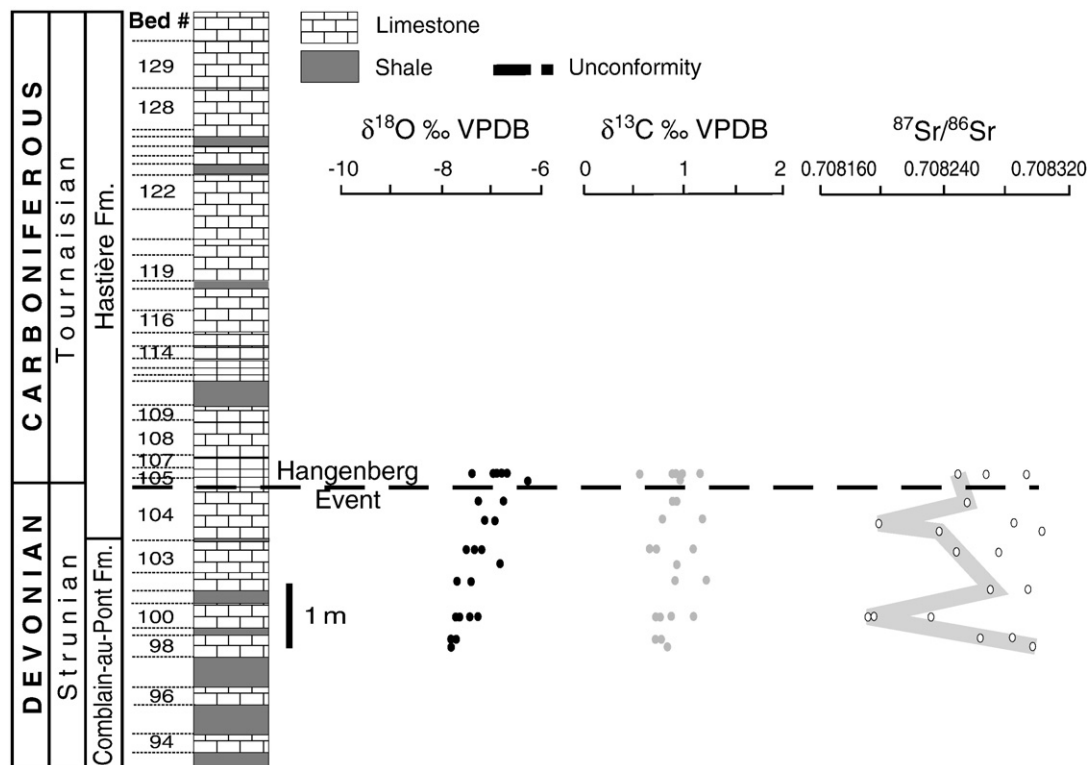 Bed #
Limestone
Shale
Unconformity
δ18O ‰ VPDB
δ13C ‰ VPDB
87Sr/86Sr
-10
-8
-6
0
1
2
0.708160
0.708240
0.708320
CARBONIFEROUS
Tournaisian
Hastière Fm.
129
128
122
119
116
114
109
108
107
105
Hangenberg
Event
DEVONIAN
Strunian
Comblain-au-Pont Fm.
104
103
100
98
96
94
1 m